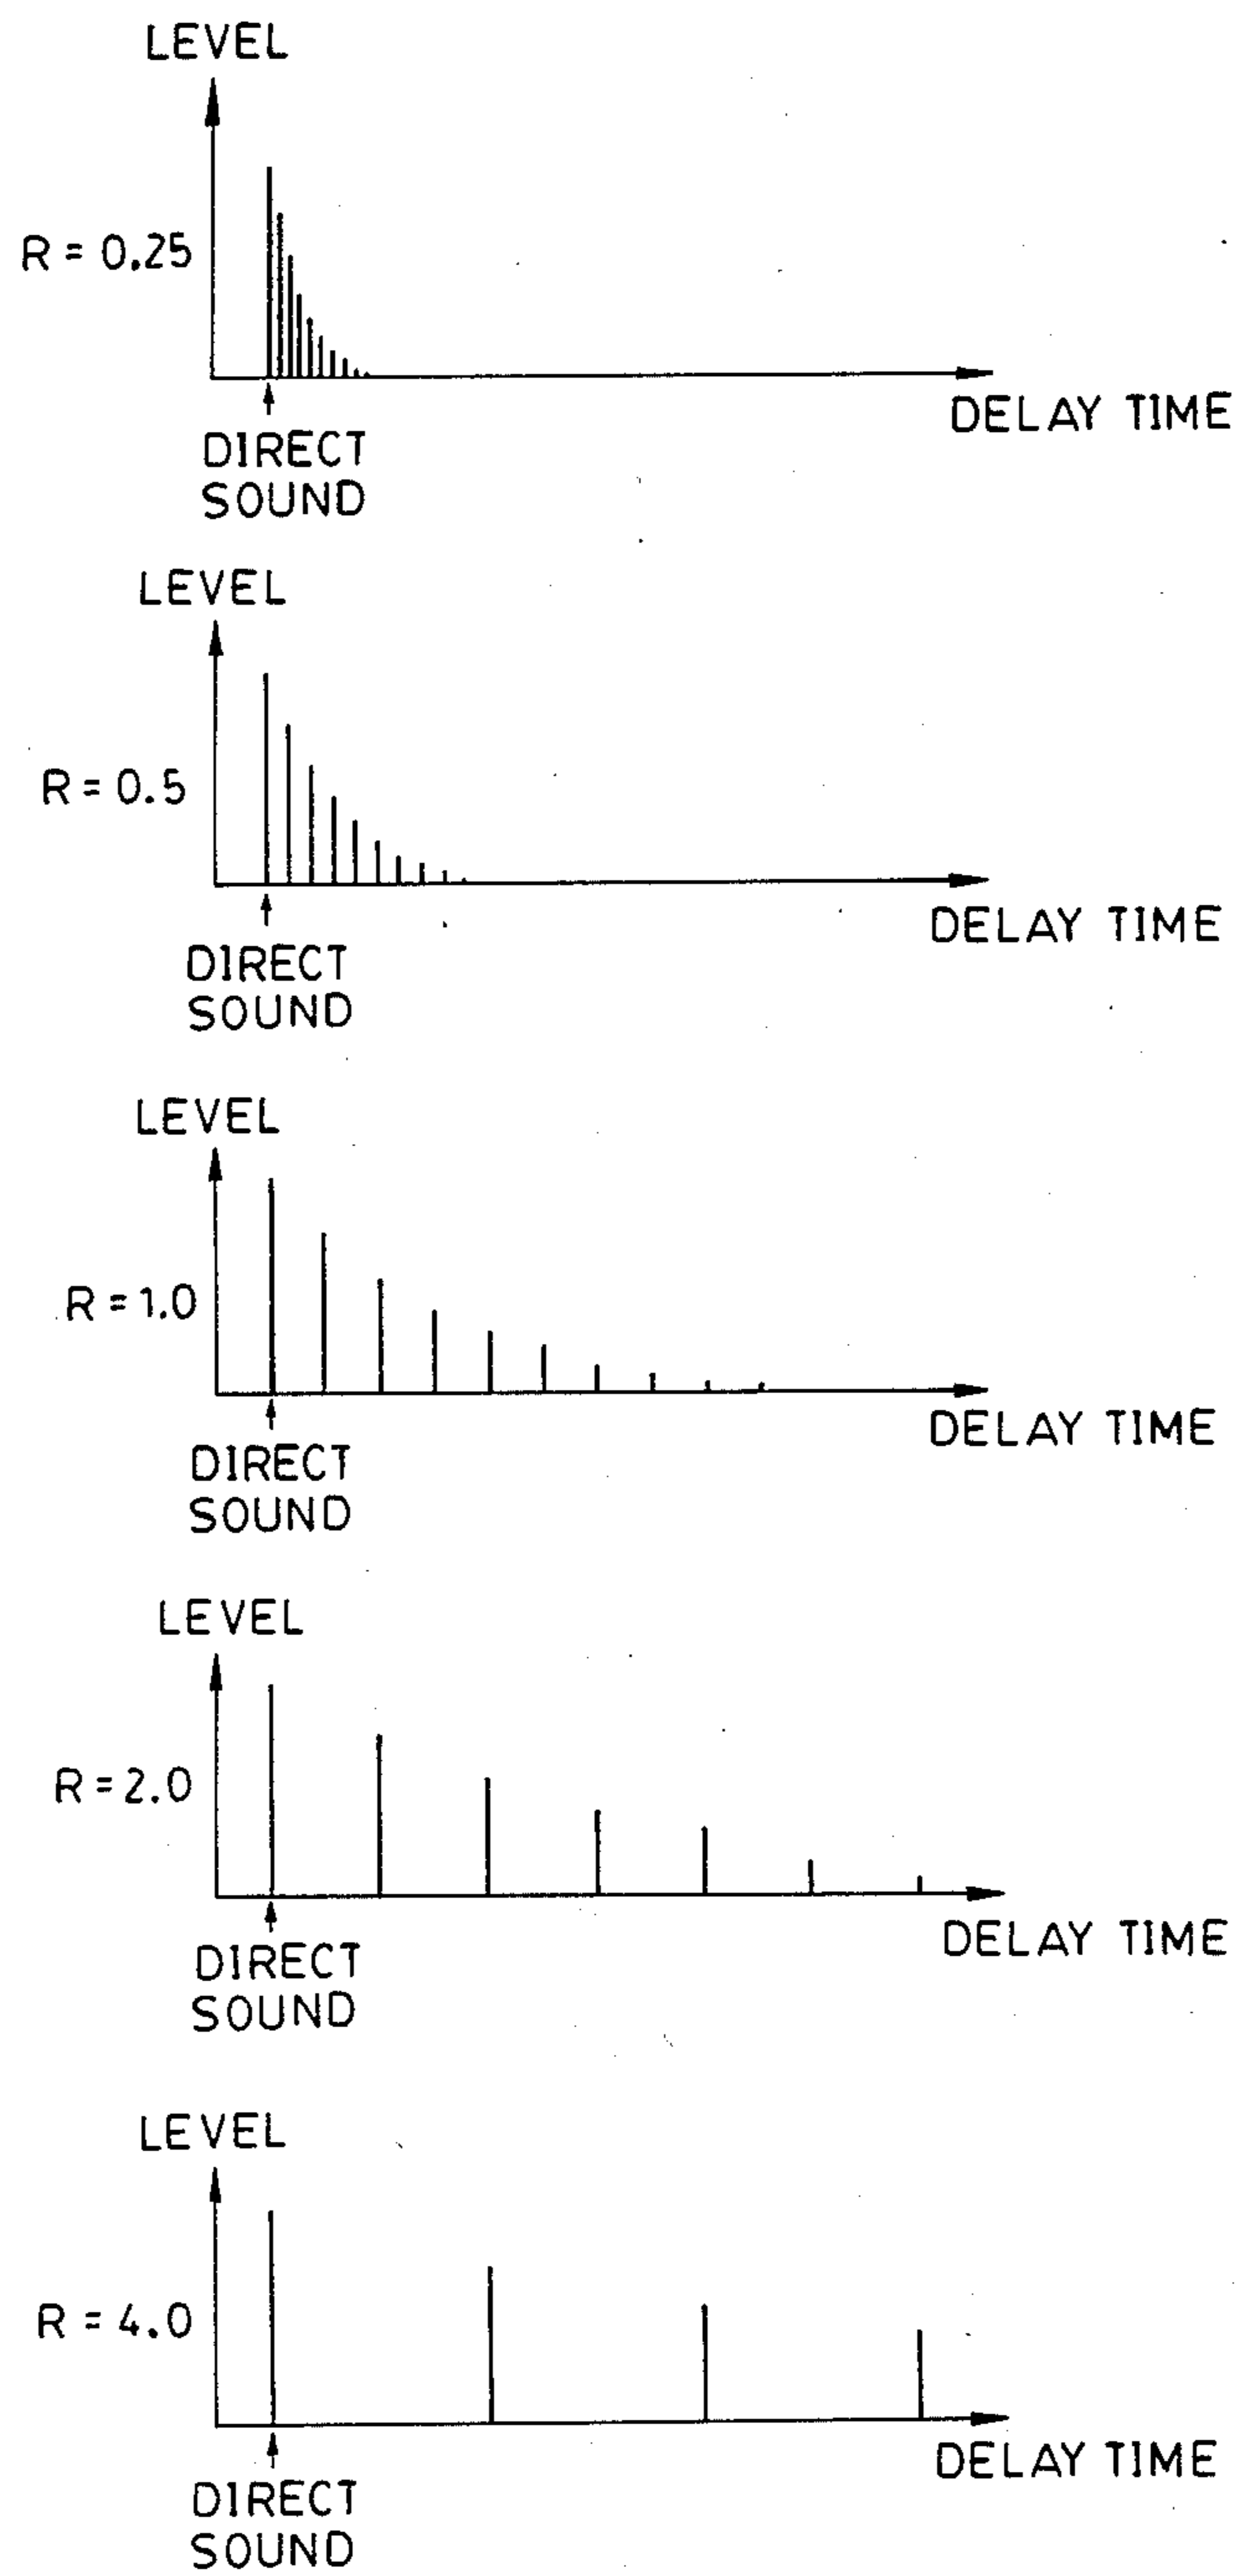 LEVEL
R = 0.25
DELAY TIME
DIRECT
SOUND
LEVEL
R = 0.5
DELAY TIME
DIRECT
SOUND
LEVEL
R = 1.0
DELAY TIME
DIRECT
SOUND
LEVEL
R = 2.0
DELAY TIME
DIRECT
SOUND
LEVEL
R = 4.0
DELAY TIME
DIRECT
SOUND